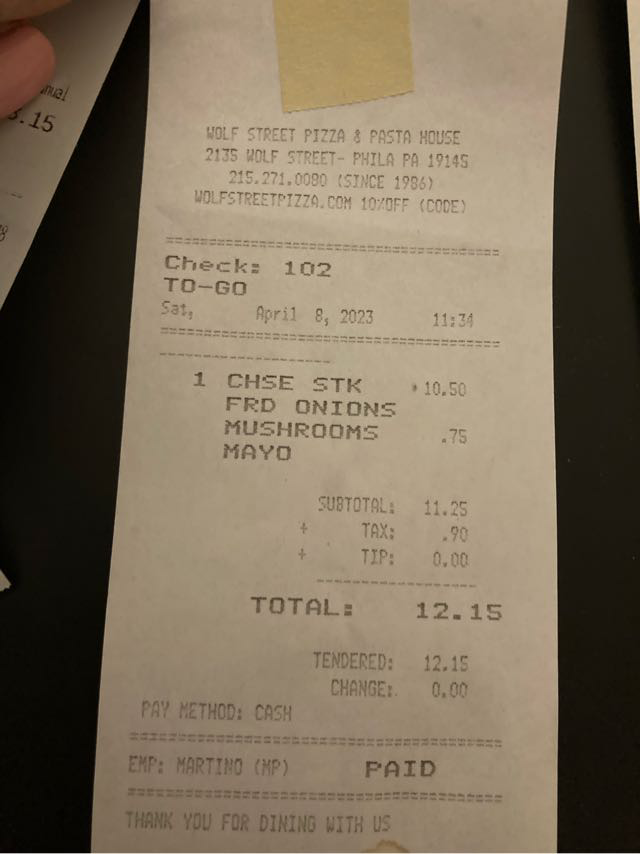 nual
3.15
WOLF STREET PIZZA & PASTA HOUSE
2135 WOLF STREET- PHILA PA 19145
215.271.0080 (SINCE 1986)
WOLFSTREETPIZZA.COM 10%OFF (CODE)
================================
Check: 102
TO-GO
Sat, April 8, 2023 11:34
================================
--------------------
1 CHSE STK 10.50
FRD ONIONS
MUSHROOMS .75
MAYO
SUBTOTAL: 11.25
+ TAX: .90
+ TIP: 0.00
--------------------
TOTAL: 12.15
TENDERED: 12.15
CHANGE: 0.00
PAY METHOD: CASH
================================
EMP: MARTINO (MP) PAID
================================
THANK YOU FOR DINING WITH US